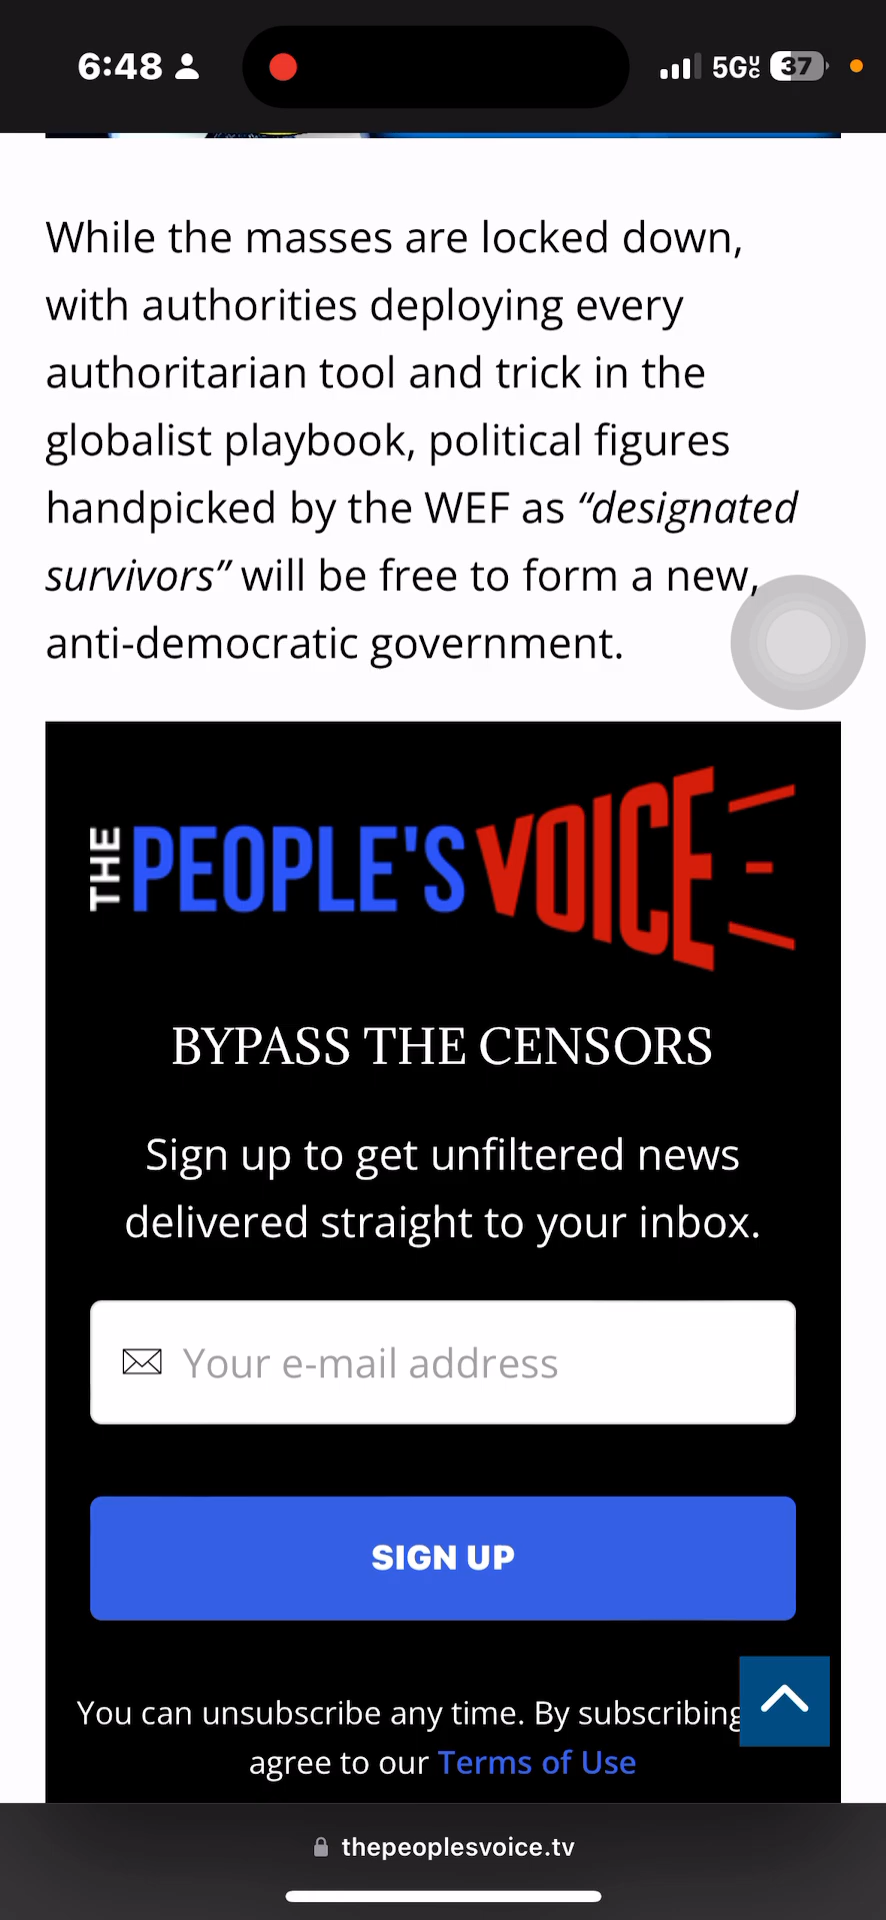 6:48
5G UC 37
While the masses are locked down,
with authorities deploying every
authoritarian tool and trick in the
globalist playbook, political figures
handpicked by the WEF as “designated
survivors” will be free to form a new,
anti-democratic government.
THE PEOPLE'S VOICE
BYPASS THE CENSORS
Sign up to get unfiltered news
delivered straight to your inbox.
Your e-mail address
SIGN UP
You can unsubscribe any time. By subscribing
agree to our Terms of Use
thepeoplesvoice.tv